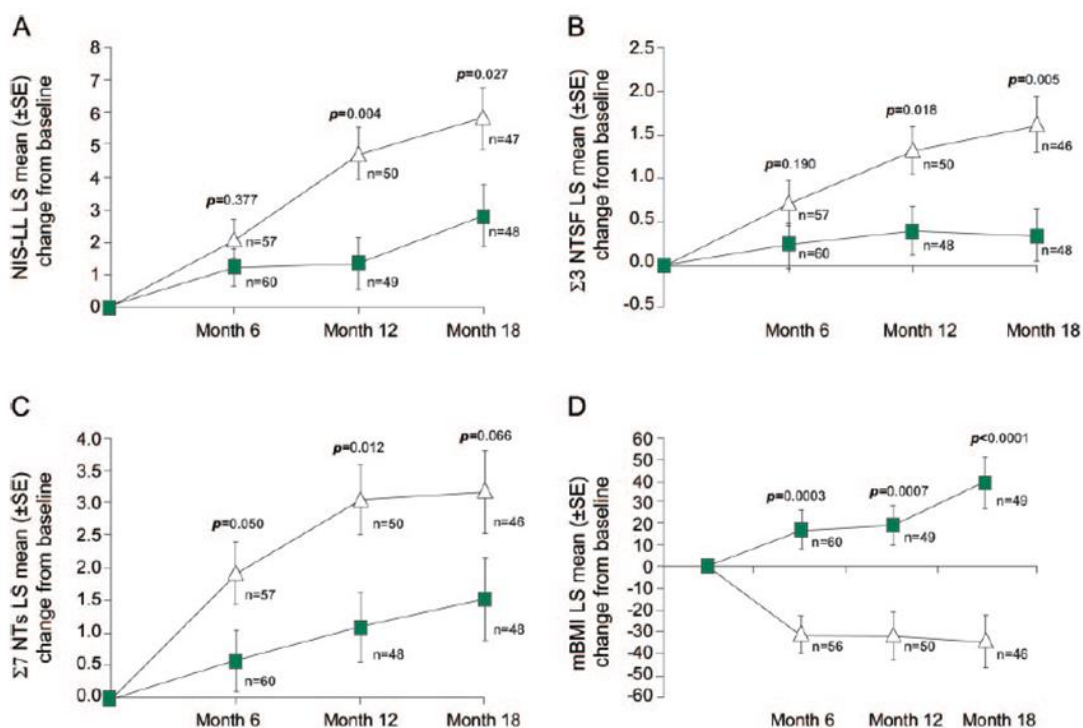 A
NIS-LL LS mean (±SE)
change from baseline
8
7
6
5
4
3
2
1
0
p=0.377
p=0.004
p=0.027
n=57
n=50
n=47
n=60
n=49
n=48
Month 6
Month 12
Month 18
B
Σ3 NTSF LS mean (±SE)
change from baseline
2.5
2.0
1.5
1.0
0.5
0.0
-0.5
p=0.190
p=0.018
p=0.005
n=57
n=50
n=46
n=60
n=48
n=48
Month 6
Month 12
Month 18
C
Σ7 NTs LS mean (±SE)
change from baseline
4.0
3.5
3.0
2.5
2.0
1.5
1.0
0.5
0.0
p=0.050
p=0.012
p=0.066
n=57
n=50
n=46
n=60
n=48
n=48
Month 6
Month 12
Month 18
D
mBMI LS mean (±SE)
change from baseline
60
50
40
30
20
10
0
-10
-20
-30
-40
-50
-60
p=0.0003
p=0.0007
p<0.0001
n=60
n=49
n=49
n=56
n=50
n=46
Month 6
Month 12
Month 18